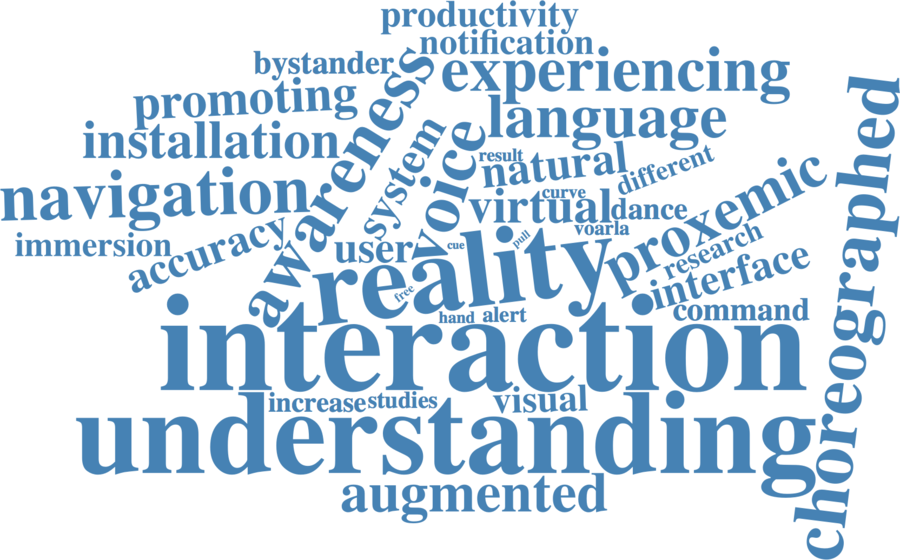 productivity
notification
bystander
experiencing
awareness
promoting
choreographed
language
installation
system
voice
result
natural
different
navigation
curve
virtual
dance
proxemic
voarla
accuracy
immersion
user
cue
pull
reality
research
interface
free
hand
alert
command
interaction
increase
studies
visual
understanding
augmented